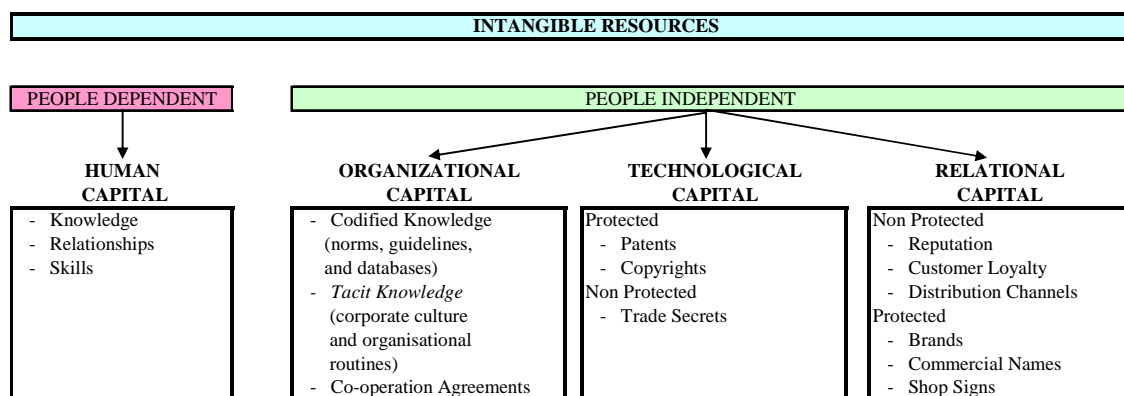 INTANGIBLE RESOURCES
PEOPLE DEPENDENT
PEOPLE INDEPENDENT
HUMAN
CAPITAL
- Knowledge
- Relationships
- Skills
ORGANIZATIONAL
CAPITAL
- Codified Knowledge
(norms, guidelines,
and databases)
- Tacit Knowledge
(corporate culture
and organisational
routines)
- Co-operation Agreements
TECHNOLOGICAL
CAPITAL
Protected
- Patents
- Copyrights
Non Protected
- Trade Secrets
RELATIONAL
CAPITAL
Non Protected
- Reputation
- Customer Loyalty
- Distribution Channels
Protected
- Brands
- Commercial Names
- Shop Signs